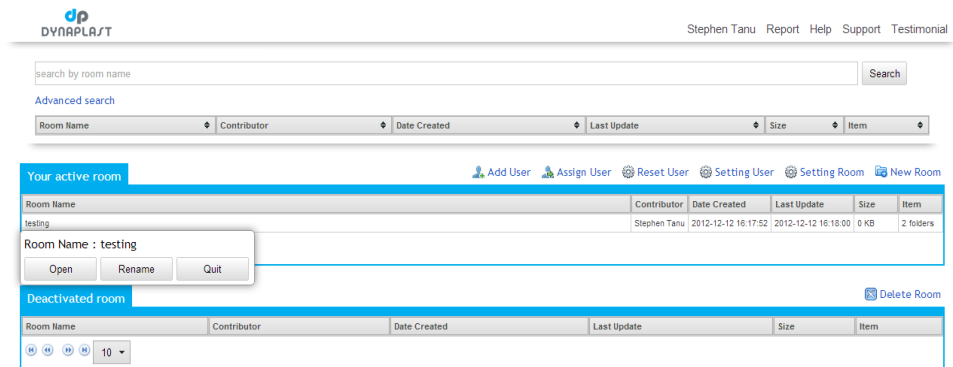 dp
DYNAPLAST
Stephen Tanu Report Help Support Testimonial
search by room name Search
Advanced search
Room Name Contributor Date Created Last Update Size Item
Your active room Add User Assign User Reset User Setting User Setting Room New Room
Room Name Contributor Date Created Last Update Size Item
testing Stephen Tanu 2012-12-12 16:17:52 2012-12-12 16:18:00 0 KB 2 folders
Room Name : testing
Open Rename Quit
Deactivated room Delete Room
Room Name Contributor Date Created Last Update Size Item
10